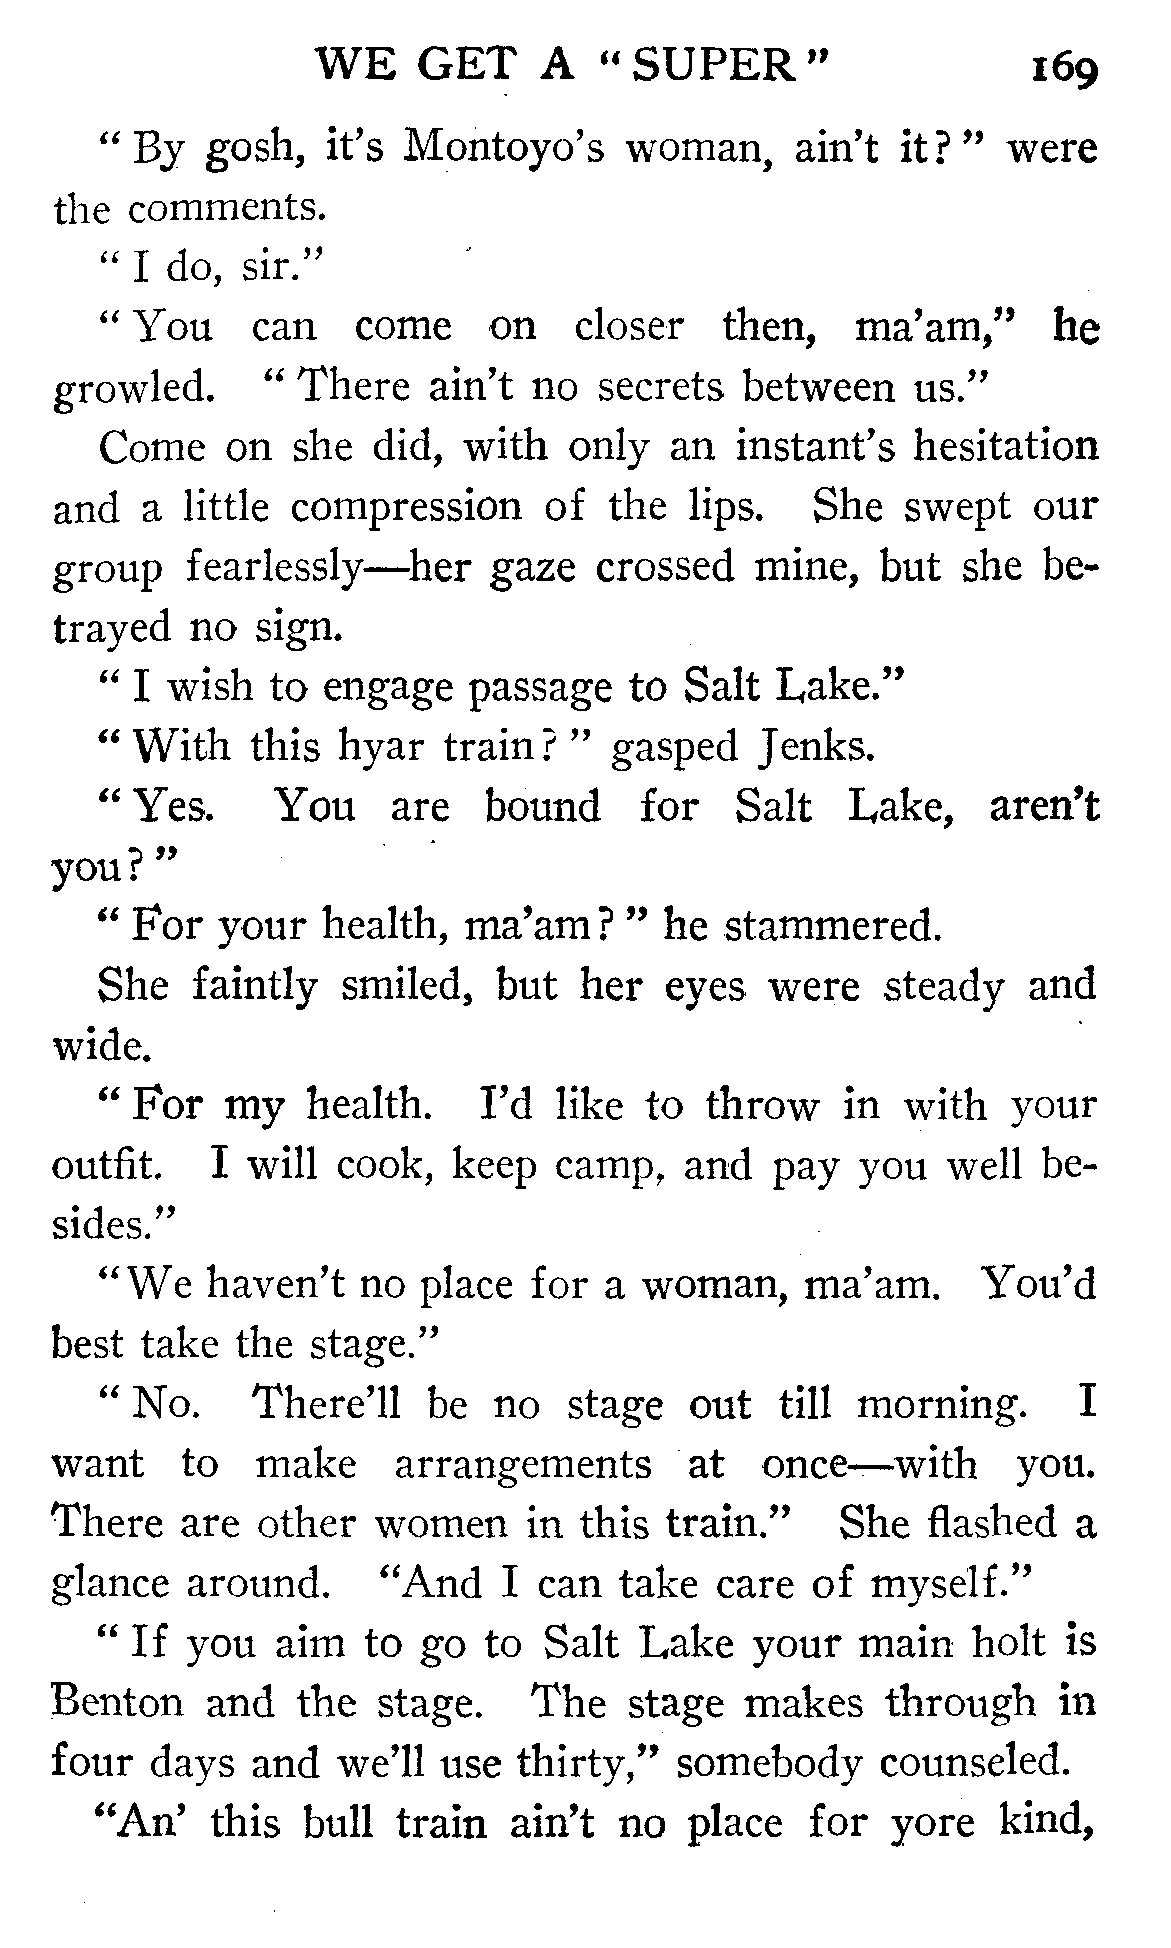 WE GET A “SUPER” 169
“By gosh, it's Montoyo's woman, ain't it?” were
the comments.
“I do, sir.”
“You can come on closer then, ma'am,” he
growled. “There ain't no secrets between us.”
Come on she did, with only an instant's hesitation
and a little compression of the lips. She swept our
group fearlessly—her gaze crossed mine, but she be-
trayed no sign.
“I wish to engage passage to Salt Lake.”
“With this hyar train?” gasped Jenks.
“Yes. You are bound for Salt Lake, aren't
you?”
“For your health, ma'am?” he stammered.
She faintly smiled, but her eyes were steady and
wide.
“For my health. I'd like to throw in with your
outfit. I will cook, keep camp, and pay you well be-
sides.”
“We haven't no place for a woman, ma'am. You'd
best take the stage.”
“No. There'll be no stage out till morning. I
want to make arrangements at once—with you.
There are other women in this train.” She flashed a
glance around. “And I can take care of myself.”
“If you aim to go to Salt Lake your main holt is
Benton and the stage. The stage makes through in
four days and we'll use thirty,” somebody counseled.
“An' this bull train ain't no place for yore kind,